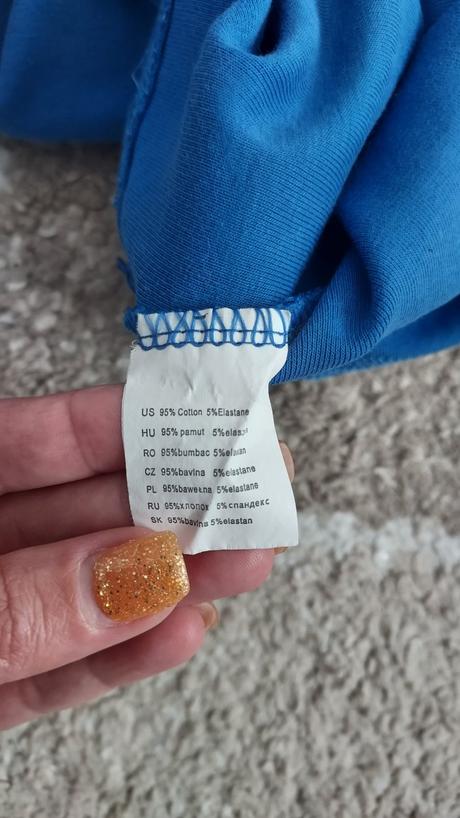 US 95% Cotton 5%Elastane
HU 95% pamut 5%elaszt
RO 95%bumbac 5%elastan
CZ 95%bavlna 5%elastane
PL 95%bawełna 5%elastane
RU 95%хлопок 5%спандекс
SK 95%bavlna 5%elastan